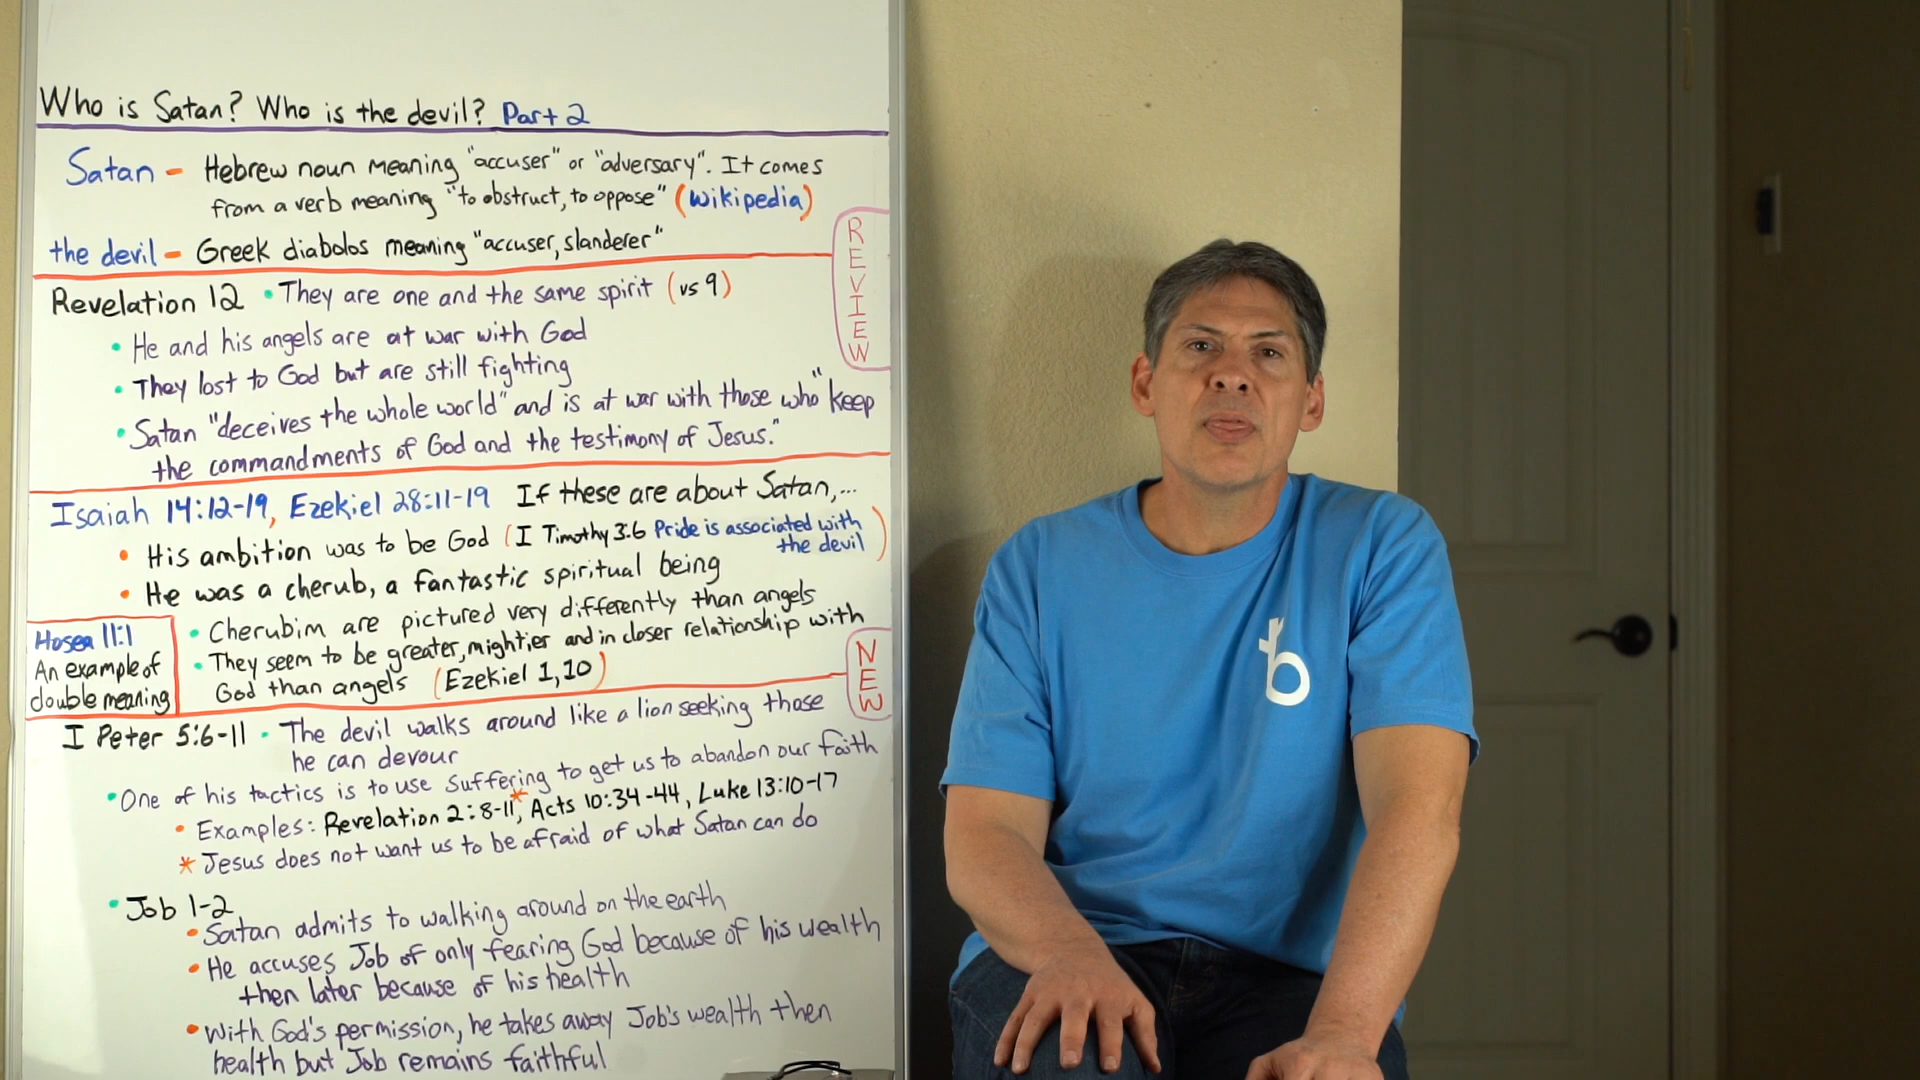 Who is Satan? Who is the devil? Part 2
Satan - Hebrew noun meaning "accuser" or "adversary". It comes
from a verb meaning "to obstruct, to oppose" (Wikipedia)
the devil - Greek diabolos meaning "accuser, slanderer"
REVIEW
Revelation 12 • They are one and the same spirit (vs 9)
• He and his angels are at war with God
• They lost to God but are still fighting
• Satan "deceives the whole world" and is at war with those who "keep
the commandments of God and the testimony of Jesus."
Isaiah 14:12-19, Ezekiel 28:11-19 If these are about Satan,...
• His ambition was to be God (I Timothy 3:6 Pride is associated with
the devil)
• He was a cherub, a fantastic spiritual being
• Cherubim are pictured very differently than angels
• They seem to be greater, mightier and in closer relationship with
God than angels (Ezekiel 1,10)
Hosea 11:1
An example of
double meaning
NEW
I Peter 5:6-11 • The devil walks around like a lion seeking those
he can devour
• One of his tactics is to use suffering to get us to abandon our faith
• Examples: Revelation 2:8-11*, Acts 10:34-44, Luke 13:10-17
* Jesus does not want us to be afraid of what Satan can do
• Job 1-2
• Satan admits to walking around on the earth
• He accuses Job of only fearing God because of his wealth
then later because of his health
• With God's permission, he takes away Job's wealth then
health but Job remains faithful
tb